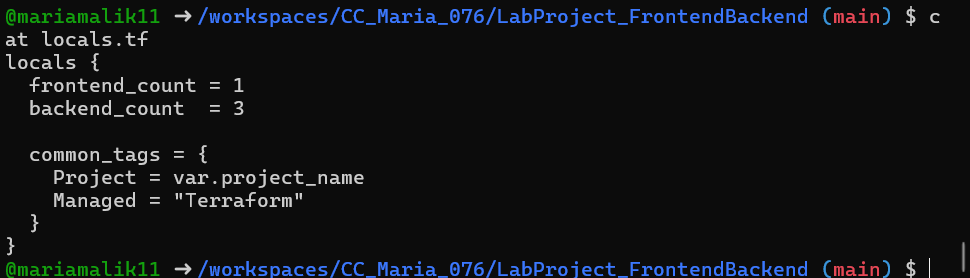 @mariamalik11 ➜ /workspaces/CC_Maria_076/LabProject_FrontendBackend (main) $ c
at locals.tf
locals {
  frontend_count = 1
  backend_count  = 3

  common_tags = {
    Project = var.project_name
    Managed = "Terraform"
  }
}
@mariamalik11 ➜ /workspaces/CC_Maria_076/LabProject_FrontendBackend (main) $